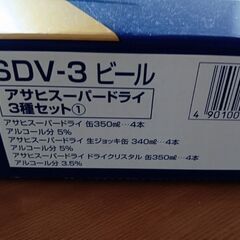 SDV-3 ビール
アサヒスーパードライ
3種セット①
アサヒスーパードライ 缶350㎖…4本
アルコール分 5%
アサヒスーパードライ 生ジョッキ缶 340㎖…4本
アルコール分 5%
アサヒスーパードライ ドライクリスタル 缶350㎖…4本
アルコール分 3.5%
4 90100